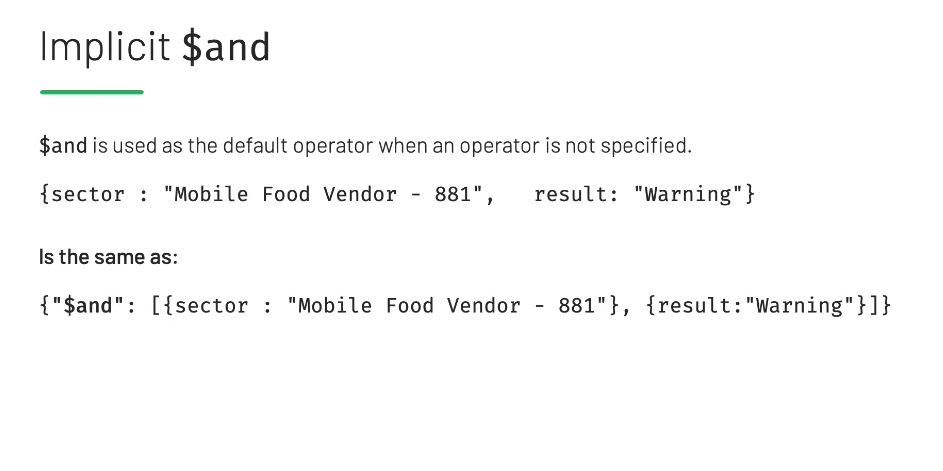 Implicit $and
$and is used as the default operator when an operator is not specified.
{sector : "Mobile Food Vendor - 881",   result: "Warning"}
Is the same as:
{"$and": [{sector : "Mobile Food Vendor - 881"}, {result:"Warning"}]}